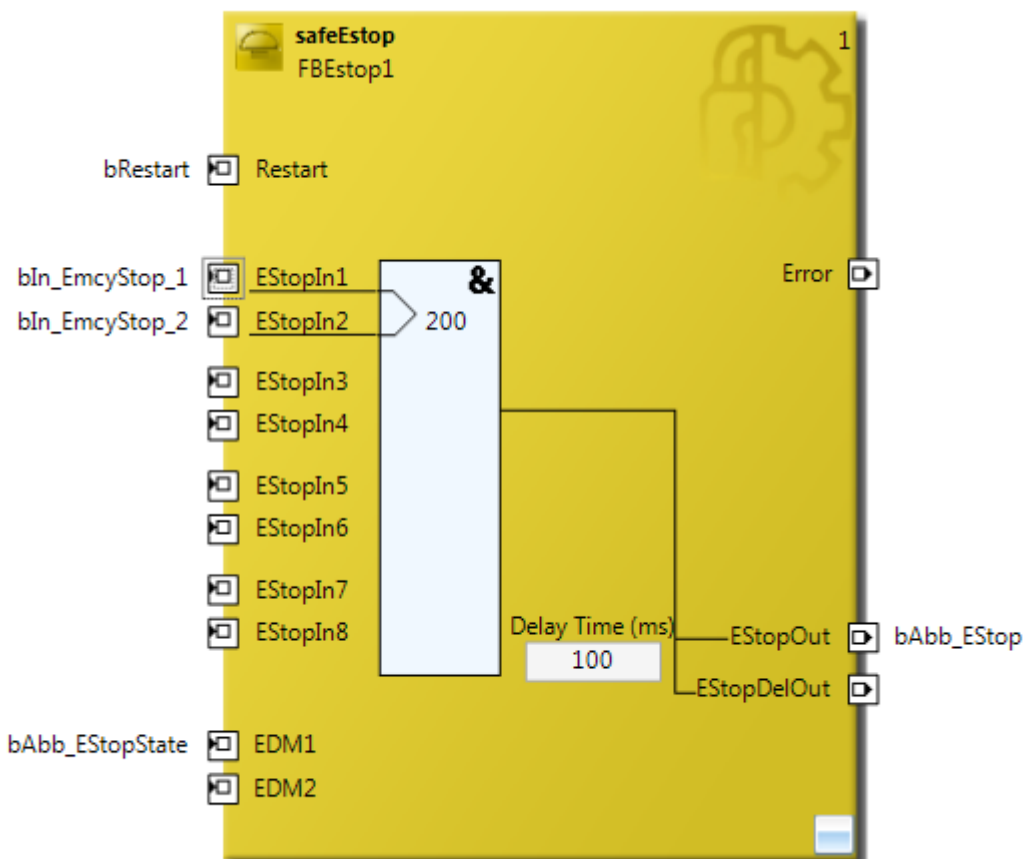 safeEstop
1
FBEstop1
bRestart Restart
&
bIn_EmcyStop_1 EStopIn1 Error
bIn_EmcyStop_2 EStopIn2 200
EStopIn3
EStopIn4
EStopIn5
EStopIn6
EStopIn7
EStopIn8 Delay Time (ms) EStopOut bAbb_EStop
100
EStopDelOut
bAbb_EStopState EDM1
EDM2